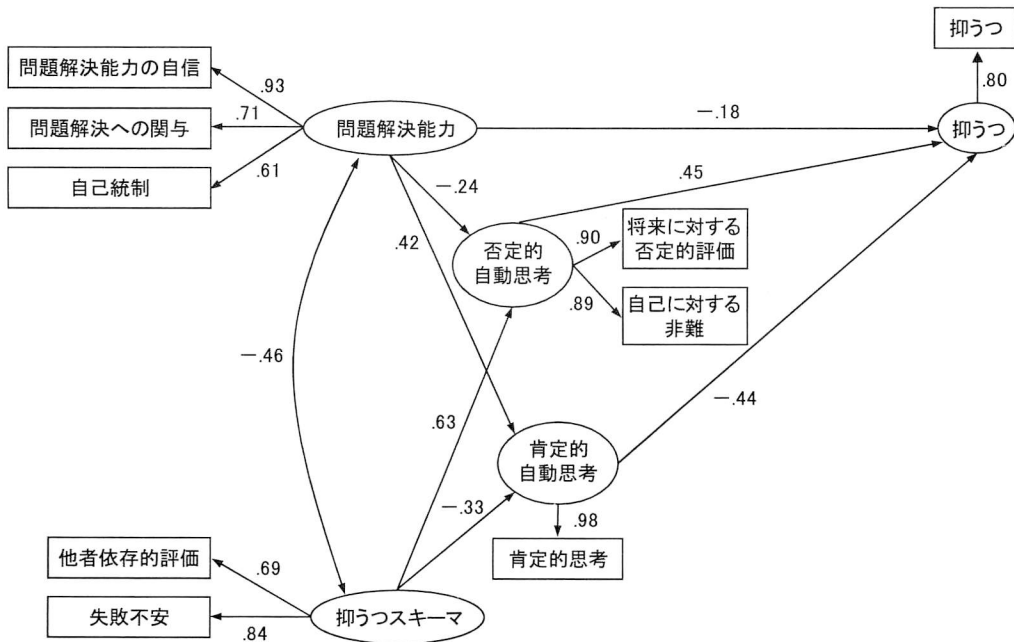 抑うつ
.80
抑うつ
問題解決能力の自信
.93
問題解決への関与
.71
自己統制
.61
問題解決能力
－.18
－.24
.45
.42
否定的
自動思考
.90
将来に対する
否定的評価
.89
自己に対する
非難
－.46
.63
－.44
肯定的
自動思考
－.33
.98
肯定的思考
他者依存的評価
.69
失敗不安
.84
抑うつスキーマ